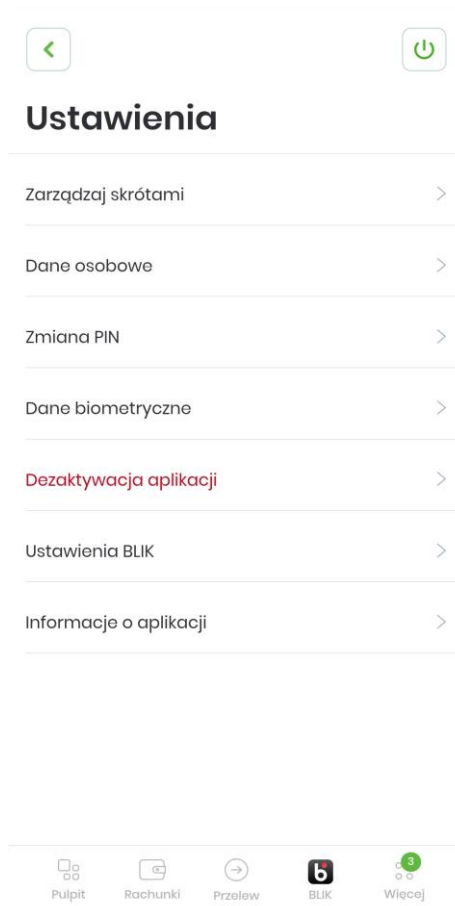 Ustawienia
Zarządzaj skrótami
Dane osobowe
Zmiana PIN
Dane biometryczne
Dezaktywacja aplikacji
Ustawienia BLIK
Informacje o aplikacji
3
Pulpit Rachunki Przelew BLIK Więcej